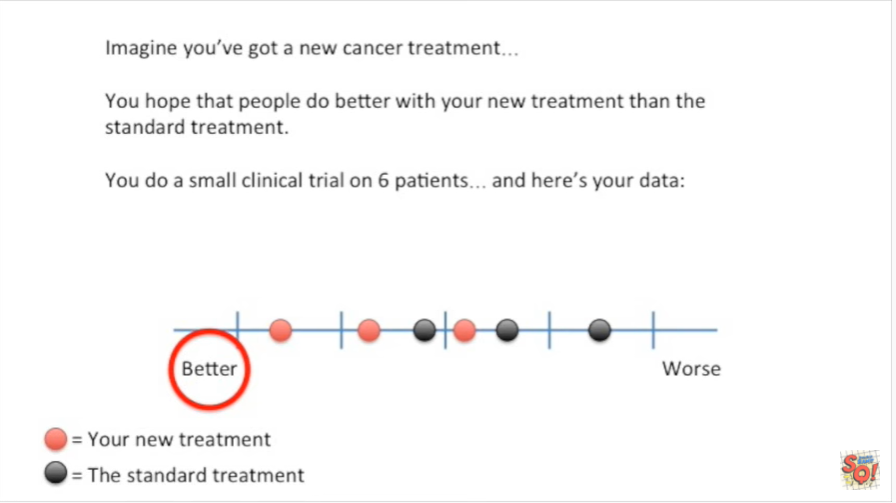 Imagine you've got a new cancer treatment…
You hope that people do better with your new treatment than the
standard treatment.
You do a small clinical trial on 6 patients… and here's your data:
Better
Worse
= Your new treatment
= The standard treatment
SO!